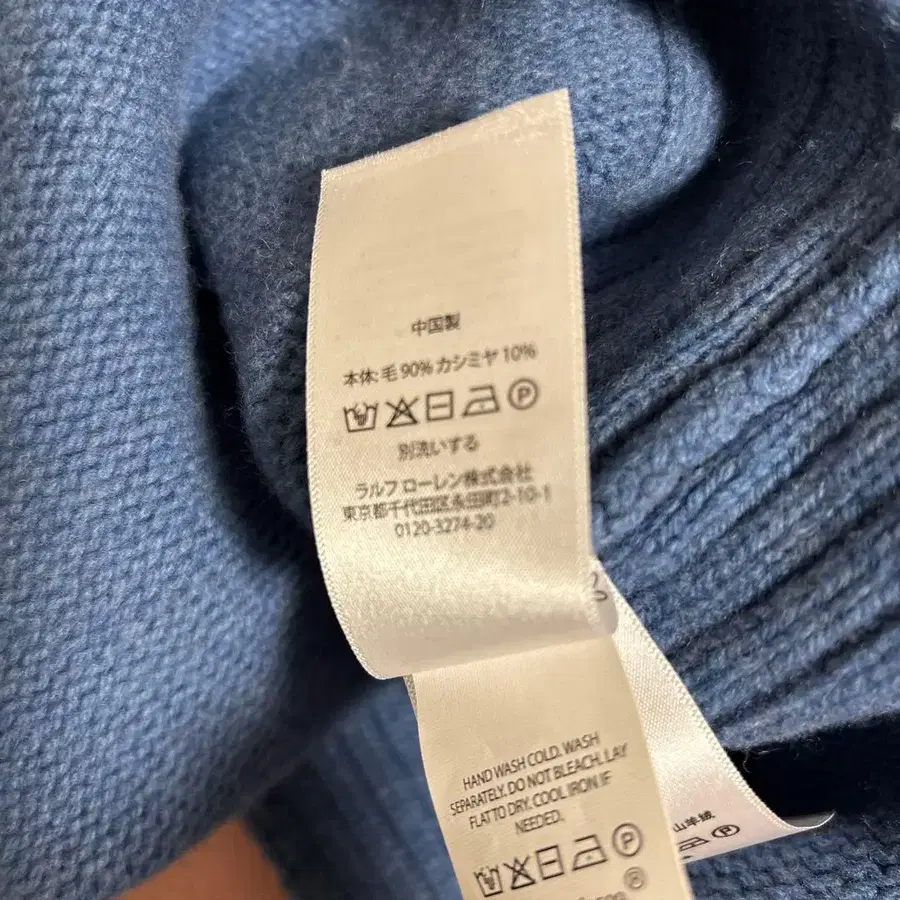 中国製
本体: 毛 90% カシミヤ 10%
P
別洗いする
ラルフ ローレン株式会社
東京都千代田区永田町2-10-1
0120-3274-20
HAND WASH COLD. WASH
SEPARATELY. DO NOT BLEACH. LAY
FLAT TO DRY. COOL IRON IF
NEEDED.
P
山羊绒
P